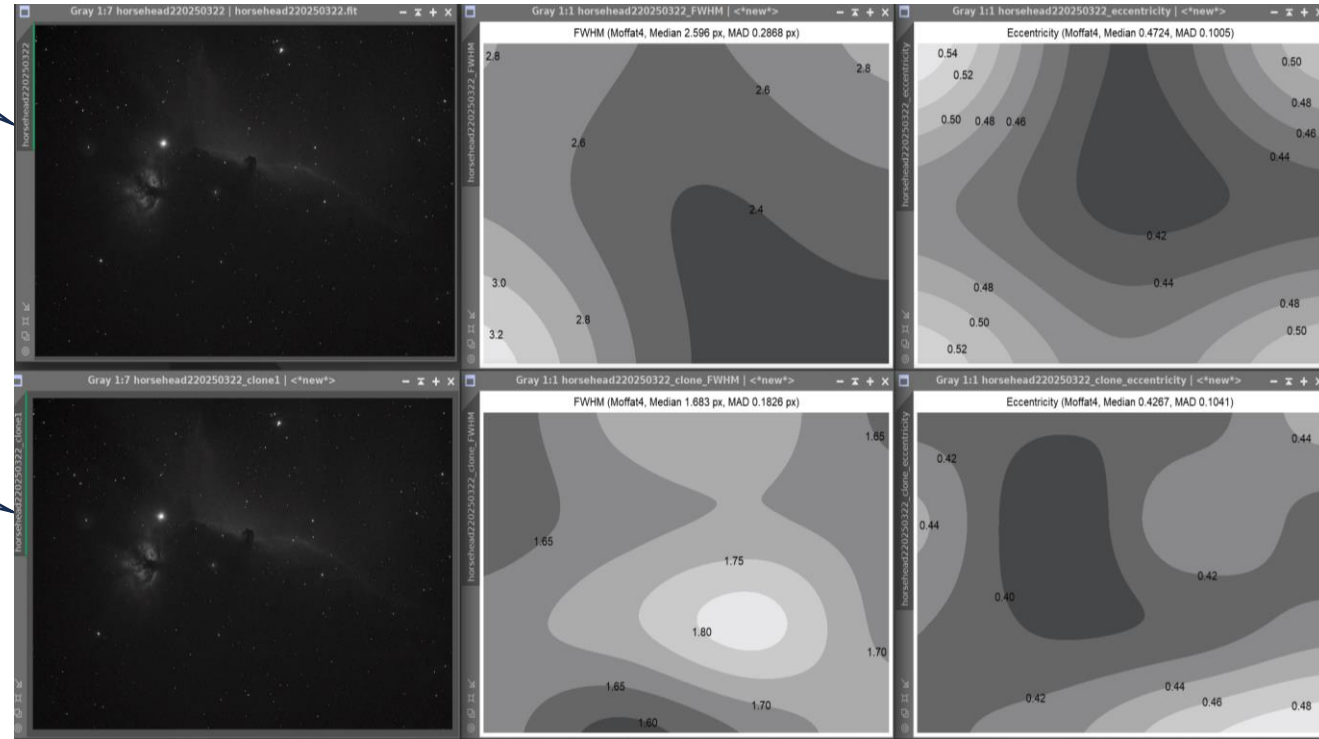 Gray 1:7 horsehead220250322 | horsehead220250322.fit
horsehead220250322
Gray 1:1 horsehead220250322_FWHM | <*new*>
horsehead220250322_FWHM
FWHM (Moffat4, Median 2.596 px, MAD 0.2868 px)
2.8
2.8
2.6
2.6
2.4
3.0
2.8
3.2
Gray 1:1 horsehead220250322_eccentricity | <*new*>
horsehead220250322_eccentricity
Eccentricity (Moffat4, Median 0.4724, MAD 0.1005)
0.54
0.50
0.52
0.48
0.50 0.48 0.46
0.46
0.44
0.42
0.44
0.48
0.48
0.50
0.50
0.52
Gray 1:7 horsehead220250322_clone1 | <*new*>
horsehead220250322_clone1
Gray 1:1 horsehead220250322_clone_FWHM | <*new*>
horsehead220250322_clone_FWHM
FWHM (Moffat4, Median 1.683 px, MAD 0.1826 px)
1.65
1.65
1.75
1.80
1.70
1.65
1.70
1.60
Gray 1:1 horsehead220250322_clone_eccentricity | <*new*>
horsehead220250322_clone_eccentricity
Eccentricity (Moffat4, Median 0.4267, MAD 0.1041)
0.44
0.42
0.44
0.42
0.40
0.44
0.42
0.46
0.48